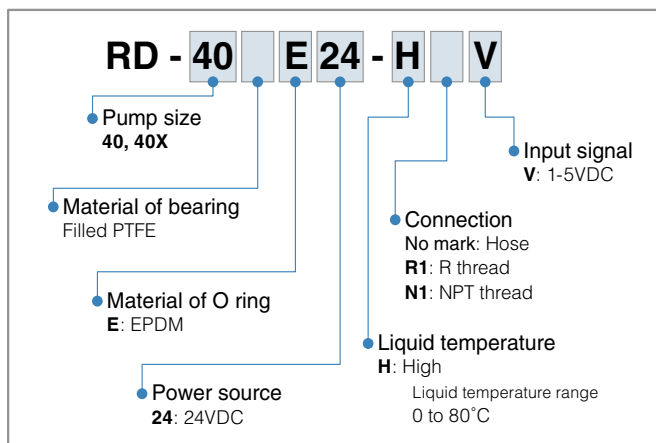 RD - 40 E 24 - H V
Pump size
40, 40X
Input signal
V: 1-5VDC
Material of bearing
Filled PTFE
Connection
No mark: Hose
R1: R thread
N1: NPT thread
Material of O ring
E: EPDM
Liquid temperature
H: High
Liquid temperature range
0 to 80˚C
Power source
24: 24VDC